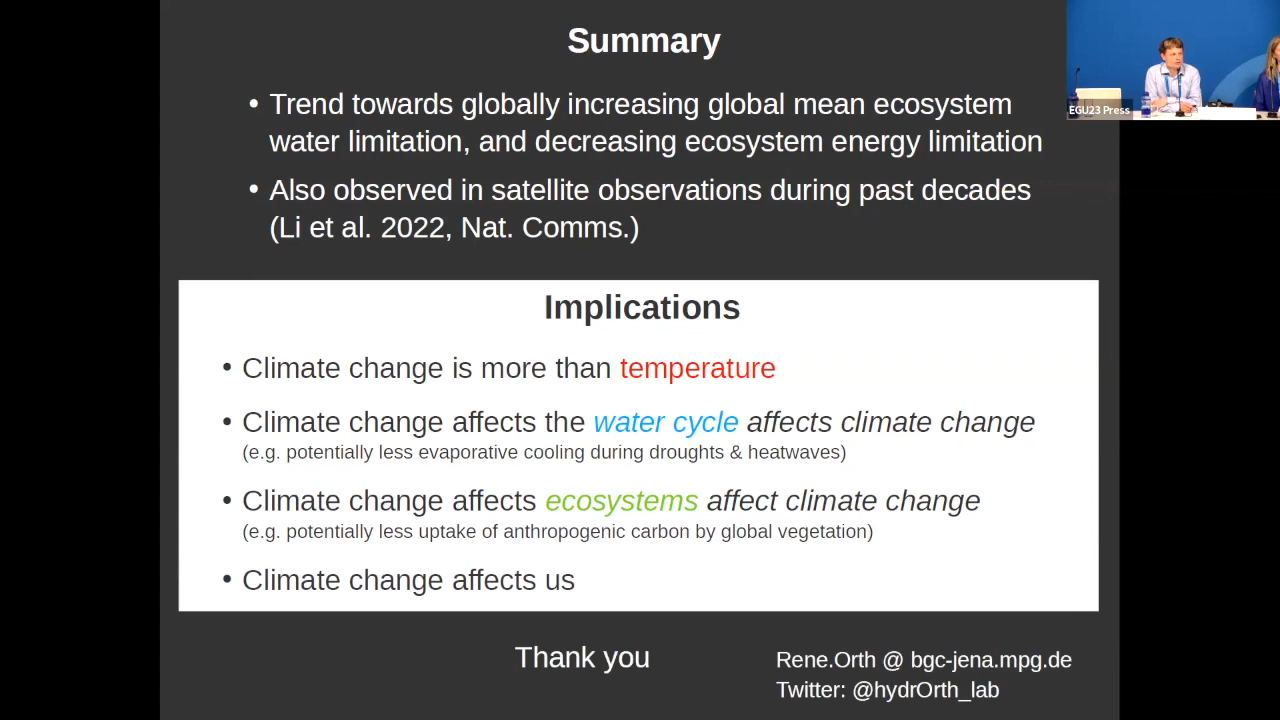 Summary
• Trend towards globally increasing global mean ecosystem
water limitation, and decreasing ecosystem energy limitation
• Also observed in satellite observations during past decades
(Li et al. 2022, Nat. Comms.)
EGU23 Press
Implications
• Climate change is more than temperature
• Climate change affects the water cycle affects climate change
(e.g. potentially less evaporative cooling during droughts & heatwaves)
• Climate change affects ecosystems affect climate change
(e.g. potentially less uptake of anthropogenic carbon by global vegetation)
• Climate change affects us
Thank you
Rene.Orth @ bgc-jena.mpg.de
Twitter: @hydrOrth_lab